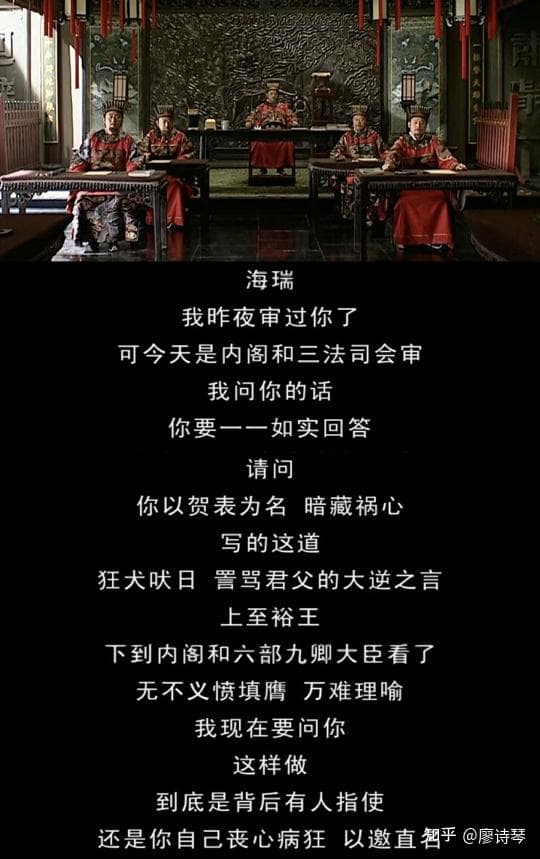 海瑞
我昨夜审过你了
可今天是内阁和三法司会审
我问你的话
你要一一如实回答
请问
你以贺表为名 暗藏祸心
写的这道
狂犬吠日 詈骂君父的大逆之言
上至裕王
下到内阁和六部九卿大臣看了
无不义愤填膺 万难理喻
我现在要问你
这样做
到底是背后有人指使
还是你自己丧心病狂 以邀直名
知乎 @廖诗琴